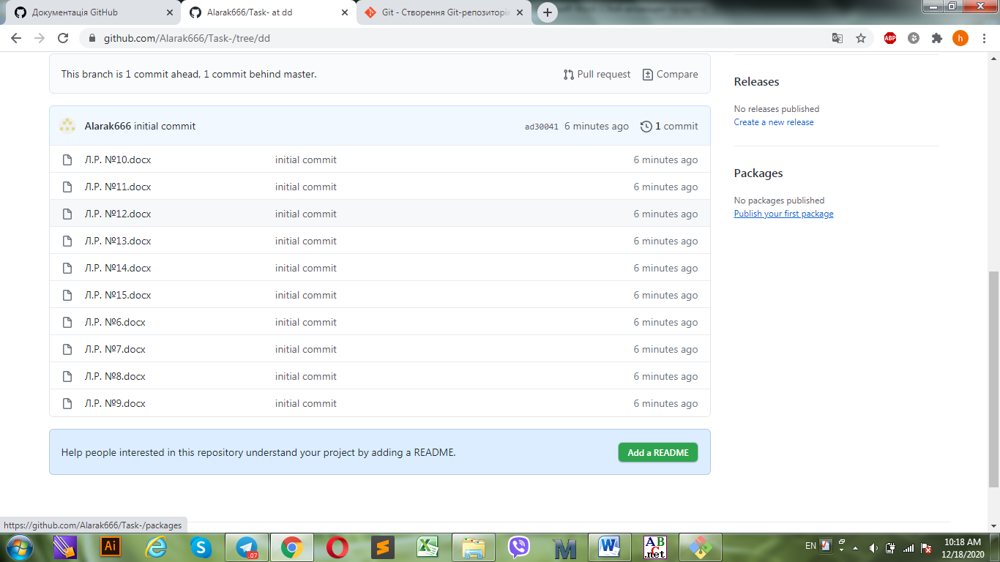 Документація GitHub
Alarak666/Task- at dd
Git - Створення Git-репозиторія
github.com/Alarak666/Task-/tree/dd
ABP
h
This branch is 1 commit ahead, 1 commit behind master.
Pull request
Compare
Releases
No releases published
Create a new release
Alarak666 initial commit
ad30041 6 minutes ago
1 commit
Л.Р. №10.docx initial commit 6 minutes ago
Л.Р. №11.docx initial commit 6 minutes ago
Л.Р. №12.docx initial commit 6 minutes ago
Л.Р. №13.docx initial commit 6 minutes ago
Л.Р. №14.docx initial commit 6 minutes ago
Л.Р. №15.docx initial commit 6 minutes ago
Л.Р. №6.docx initial commit 6 minutes ago
Л.Р. №7.docx initial commit 6 minutes ago
Л.Р. №8.docx initial commit 6 minutes ago
Л.Р. №9.docx initial commit 6 minutes ago
Packages
No packages published
Publish your first package
Help people interested in this repository understand your project by adding a README.
Add a README
https://github.com/Alarak666/Task-/packages
Ai
.07
ABC.net
EN
10:18 AM
12/18/2020